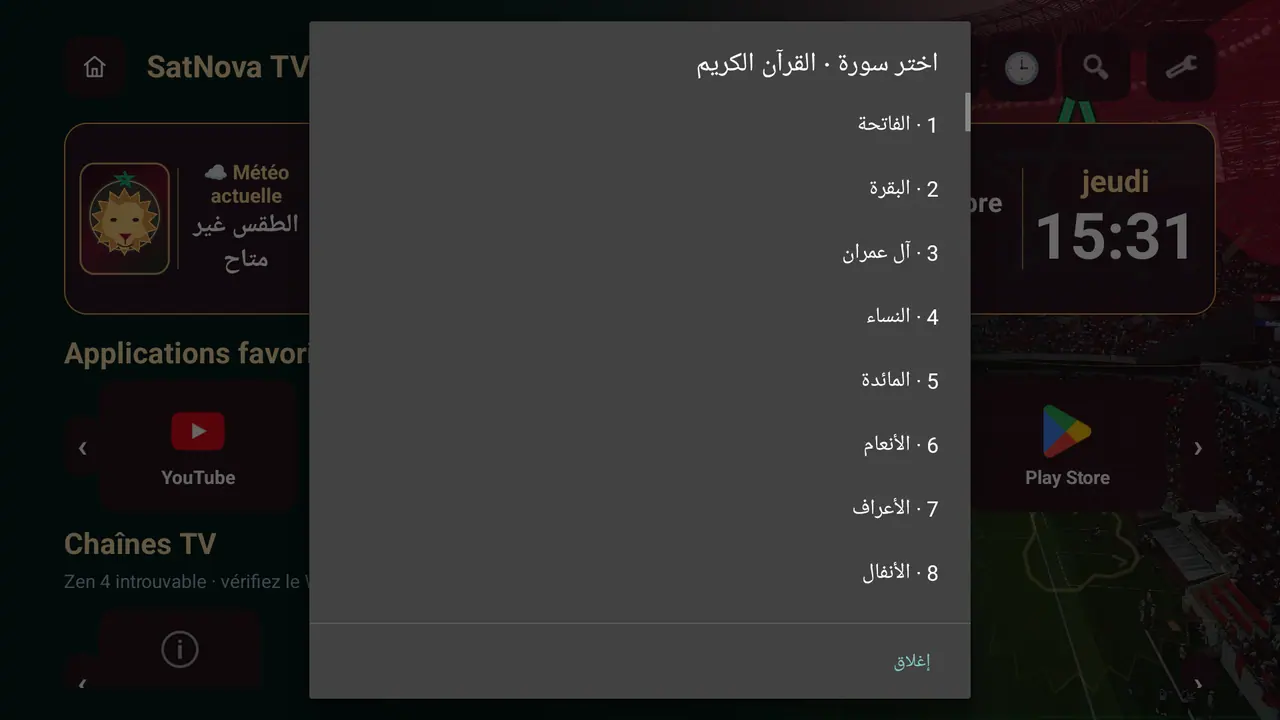 SatNova TV
اختر سورة · القرآن الكريم
1 · الفاتحة
2 · البقرة
3 · آل عمران
4 · النساء
5 · المائدة
6 · الأنعام
7 · الأعراف
8 · الأنفال
إغلاق
Météo
actuelle
الطقس غير
متاح
jeudi
15:31
Applications favori
YouTube
Play Store
Chaînes TV
Zen 4 introuvable · vérifiez le